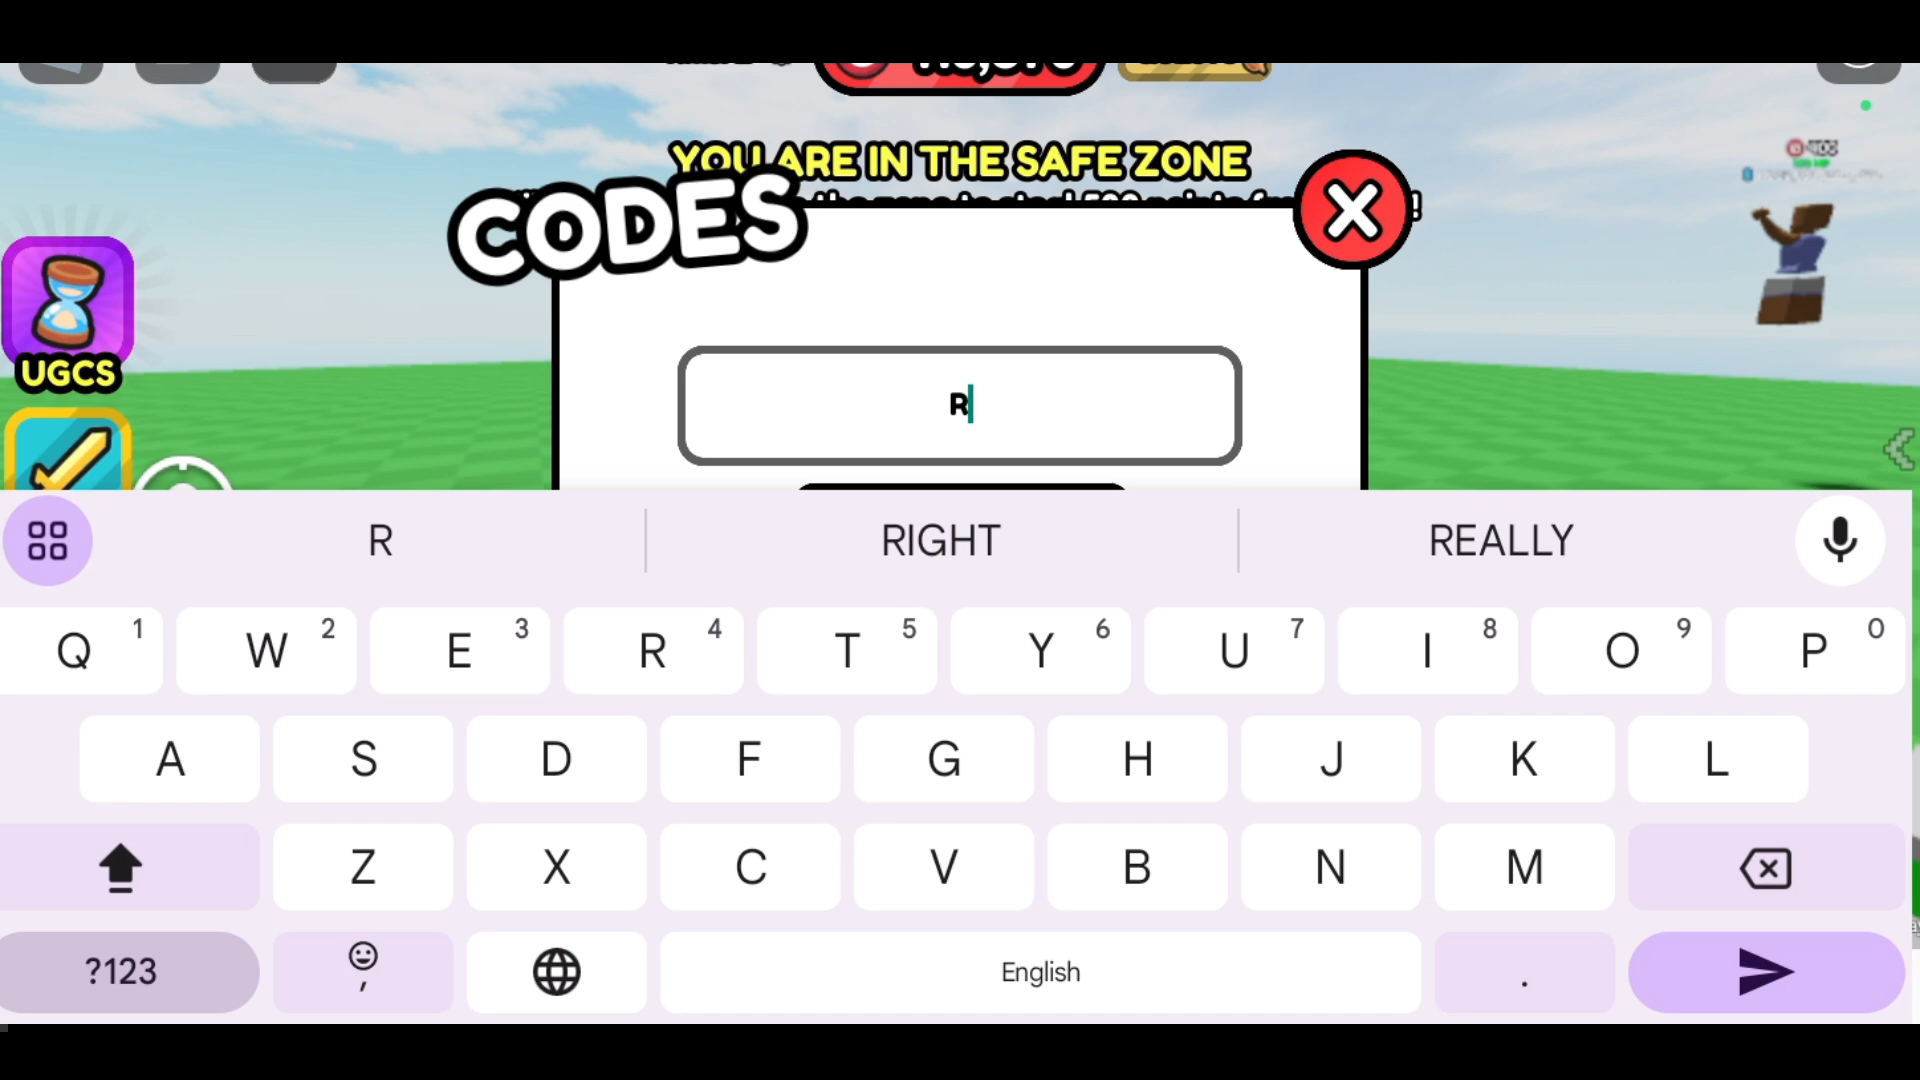 YOU ARE IN THE SAFE ZONE
CODES
UGCS
R
R RIGHT REALLY
Q 1 W 2 E 3 R 4 T 5 Y 6 U 7 I 8 O 9 P 0
A S D F G H J K L
Z X C V B N M
?123 , English .